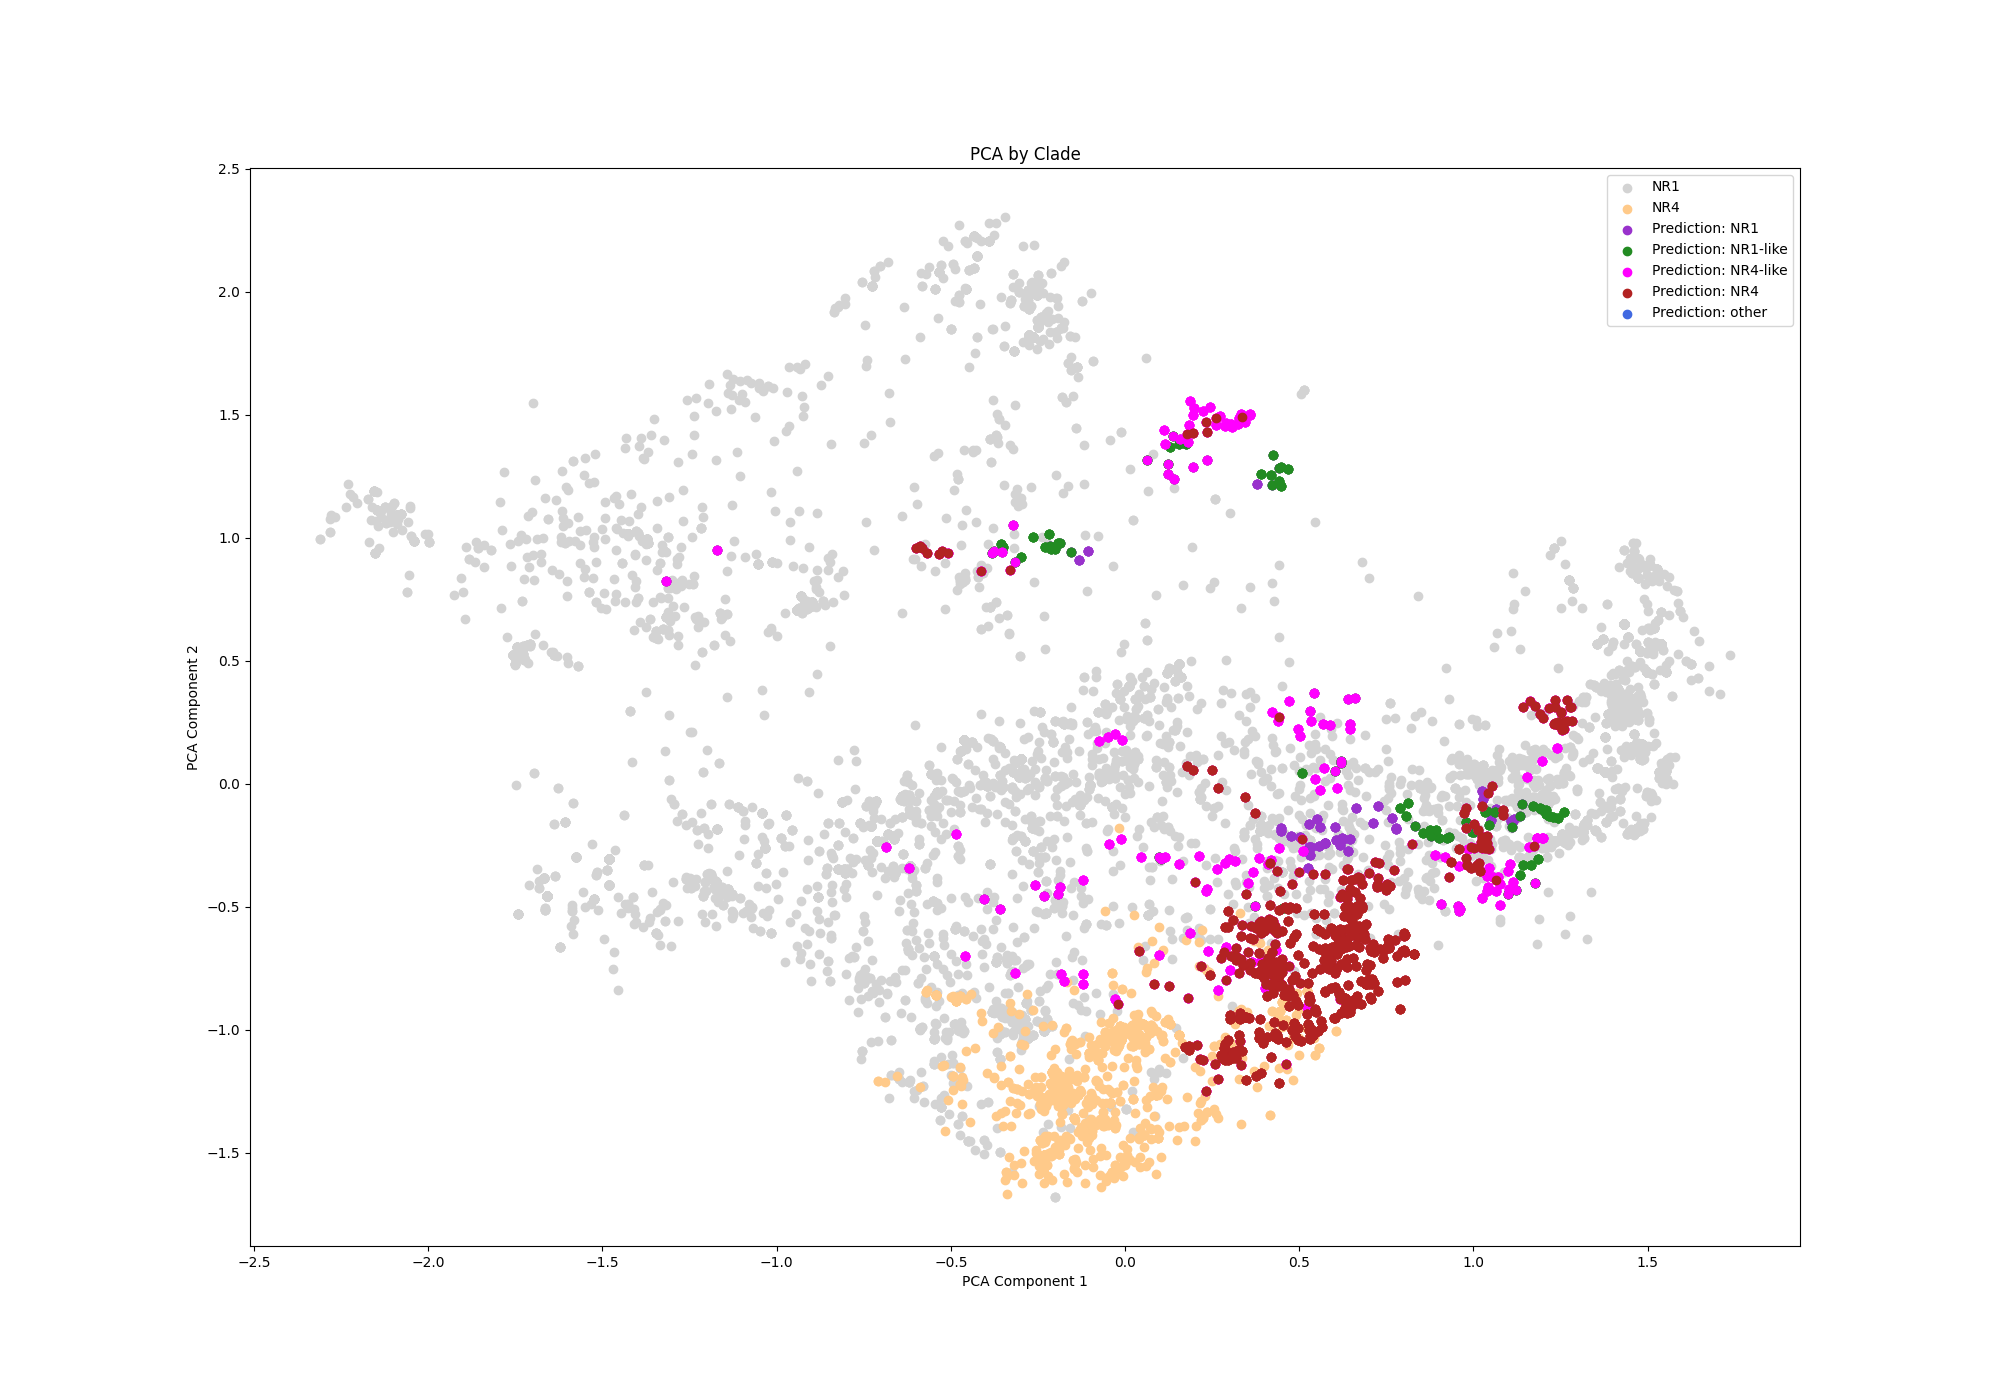 PCA by Clade
NR1
NR4
Prediction: NR1
Prediction: NR1-like
Prediction: NR4-like
Prediction: NR4
Prediction: other
PCA Component 2
2.5
2.0
1.5
1.0
0.5
0.0
−0.5
−1.0
−1.5
−2.5 −2.0 −1.5 −1.0 −0.5 0.0 0.5 1.0 1.5
PCA Component 1